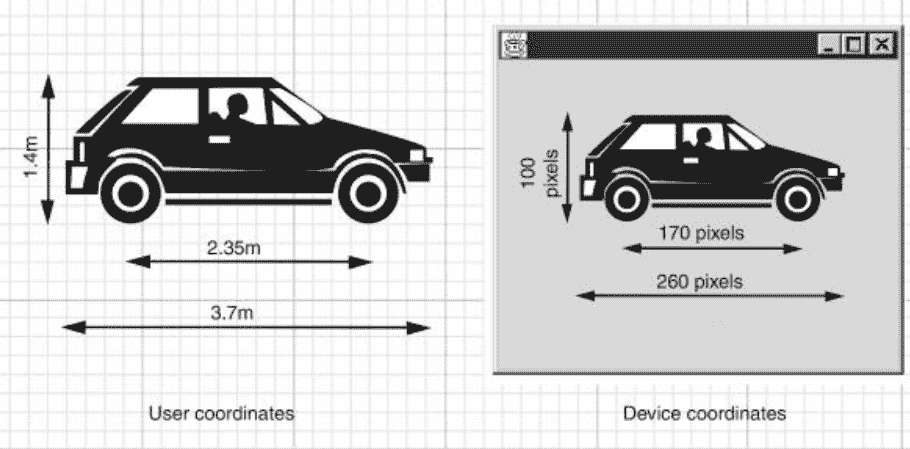 1.4m
2.35m
3.7m
User coordinates
100
pixels
170 pixels
260 pixels
Device coordinates